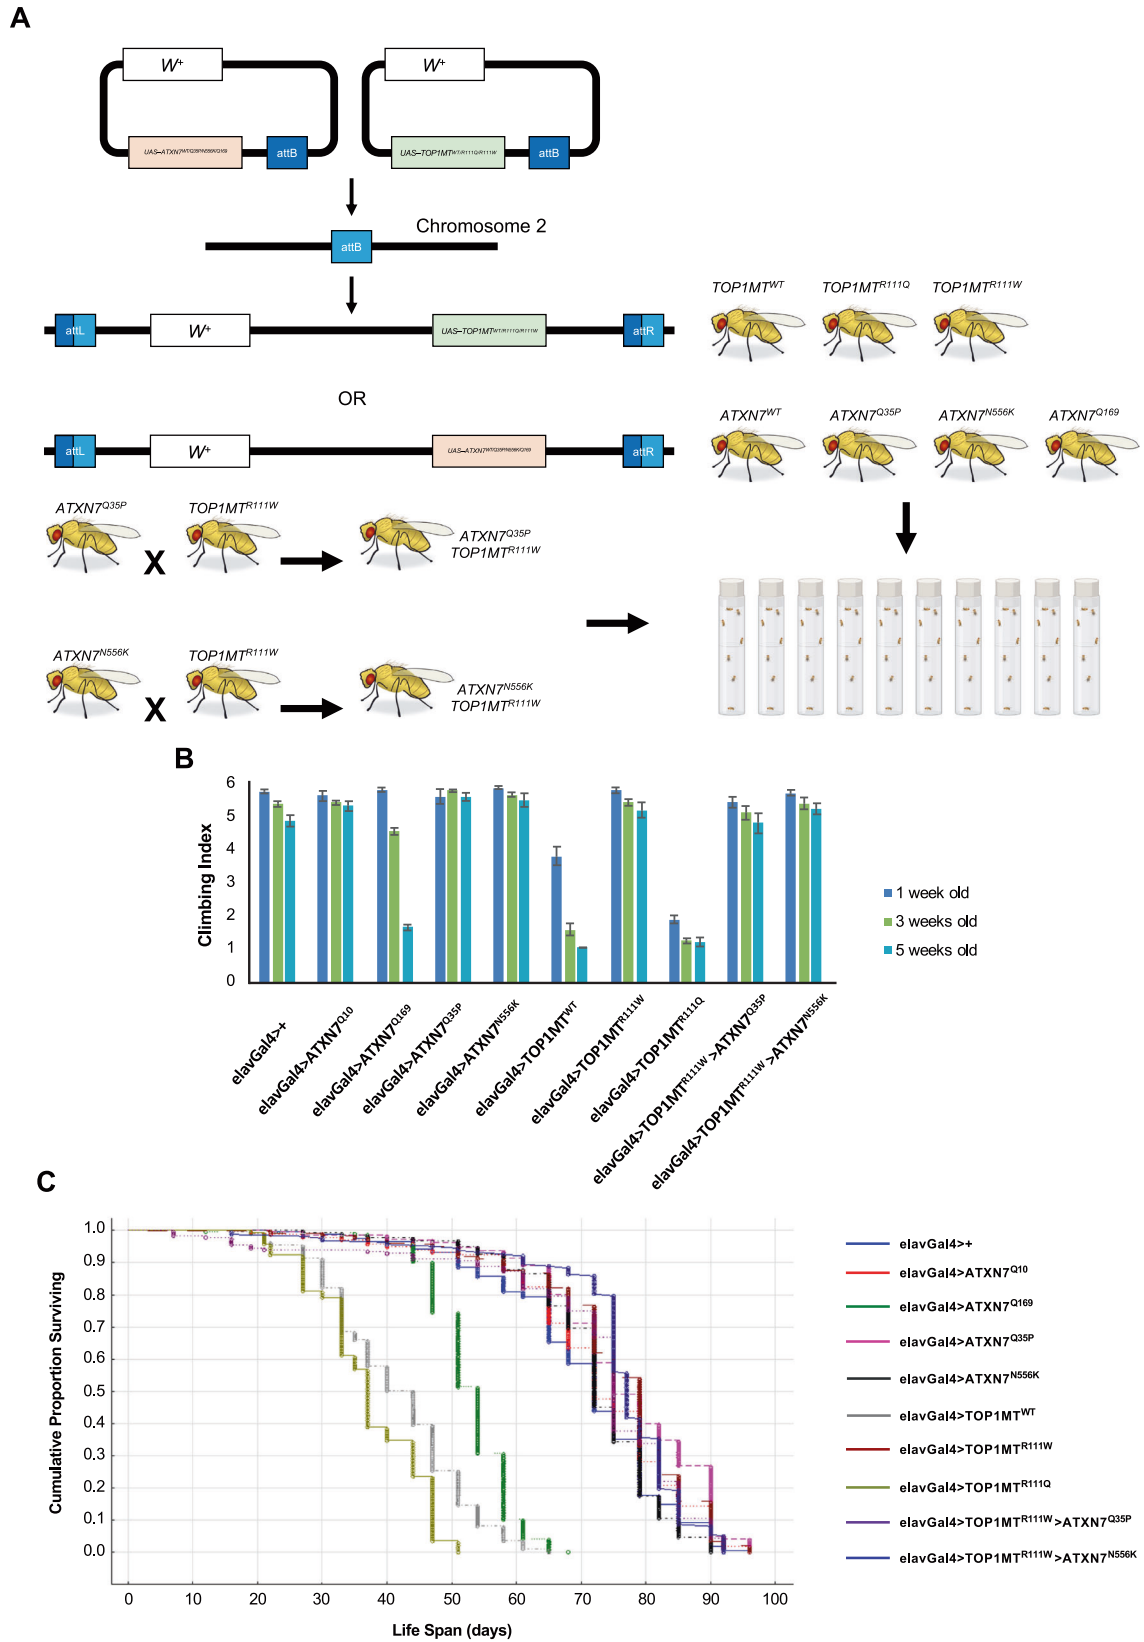 A
W+
W+
UAS–ATXN7WT/Q35P/N556K/Q169
attB
UAS–TOP1MTWT/R111Q/R111W
attB
Chromosome 2
attB
attL
W+
UAS–TOP1MTWT/R111Q/R111W
attR
OR
attL
W+
UAS–ATXN7WT/Q35P/N556K/Q169
attR
TOP1MTWT
TOP1MTR111Q
TOP1MTR111W
ATXN7WT
ATXN7Q35P
ATXN7N556K
ATXN7Q169
ATXN7Q35P
TOP1MTR111W
X
ATXN7Q35P
TOP1MTR111W
ATXN7N556K
TOP1MTR111W
X
ATXN7N556K
TOP1MTR111W
B
Climbing Index
6
5
4
3
2
1
0
elavGal4>+
elavGal4>ATXN7Q10
elavGal4>ATXN7Q169
elavGal4>ATXN7Q35P
elavGal4>ATXN7N556K
elavGal4>TOP1MTWT
elavGal4>TOP1MTR111W
elavGal4>TOP1MTR111Q
elavGal4>TOP1MTR111W >ATXN7Q35P
elavGal4>TOP1MTR111W >ATXN7N556K
1 week old
3 weeks old
5 weeks old
C
Cumulative Proportion Surviving
1.0
0.9
0.8
0.7
0.6
0.5
0.4
0.3
0.2
0.1
0.0
0 10 20 30 40 50 60 70 80 90 100
Life Span (days)
elavGal4>+
elavGal4>ATXN7Q10
elavGal4>ATXN7Q169
elavGal4>ATXN7Q35P
elavGal4>ATXN7N556K
elavGal4>TOP1MTWT
elavGal4>TOP1MTR111W
elavGal4>TOP1MTR111Q
elavGal4>TOP1MTR111W >ATXN7Q35P
elavGal4>TOP1MTR111W >ATXN7N556K